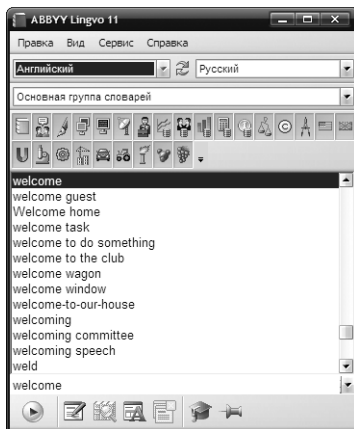 ABBYY Lingvo 11
Правка Вид Сервис Справка
Английский Русский
Основная группа словарей
welcome
welcome guest
Welcome home
welcome task
welcome to do something
welcome to the club
welcome wagon
welcome window
welcome-to-our-house
welcoming
welcoming committee
welcoming speech
weld
welcome